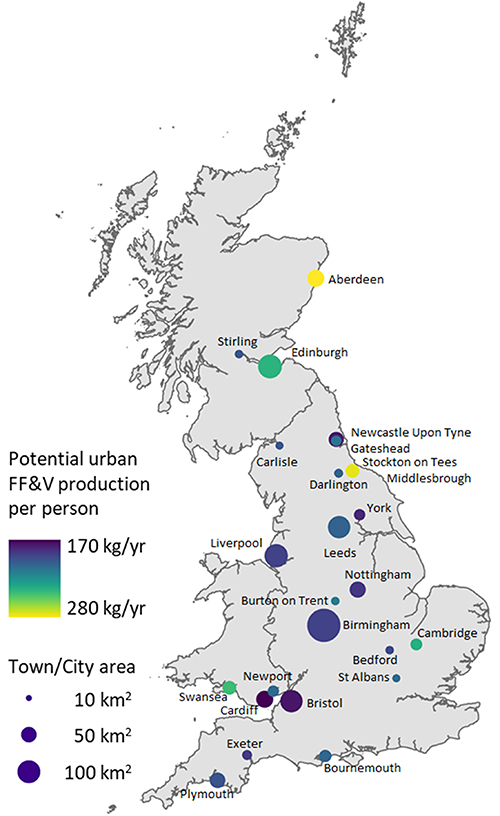 Aberdeen
Stirling
Edinburgh
Newcastle Upon Tyne
Gateshead
Carlisle
Stockton on Tees
Darlington
Middlesbrough
Potential urban
FF&V production
per person
170 kg/yr
280 kg/yr
York
Liverpool
Leeds
Nottingham
Burton on Trent
Birmingham
Cambridge
Bedford
St Albans
Town/City area
10 km²
50 km²
100 km²
Newport
Swansea
Cardiff
Bristol
Exeter
Bournemouth
Plymouth